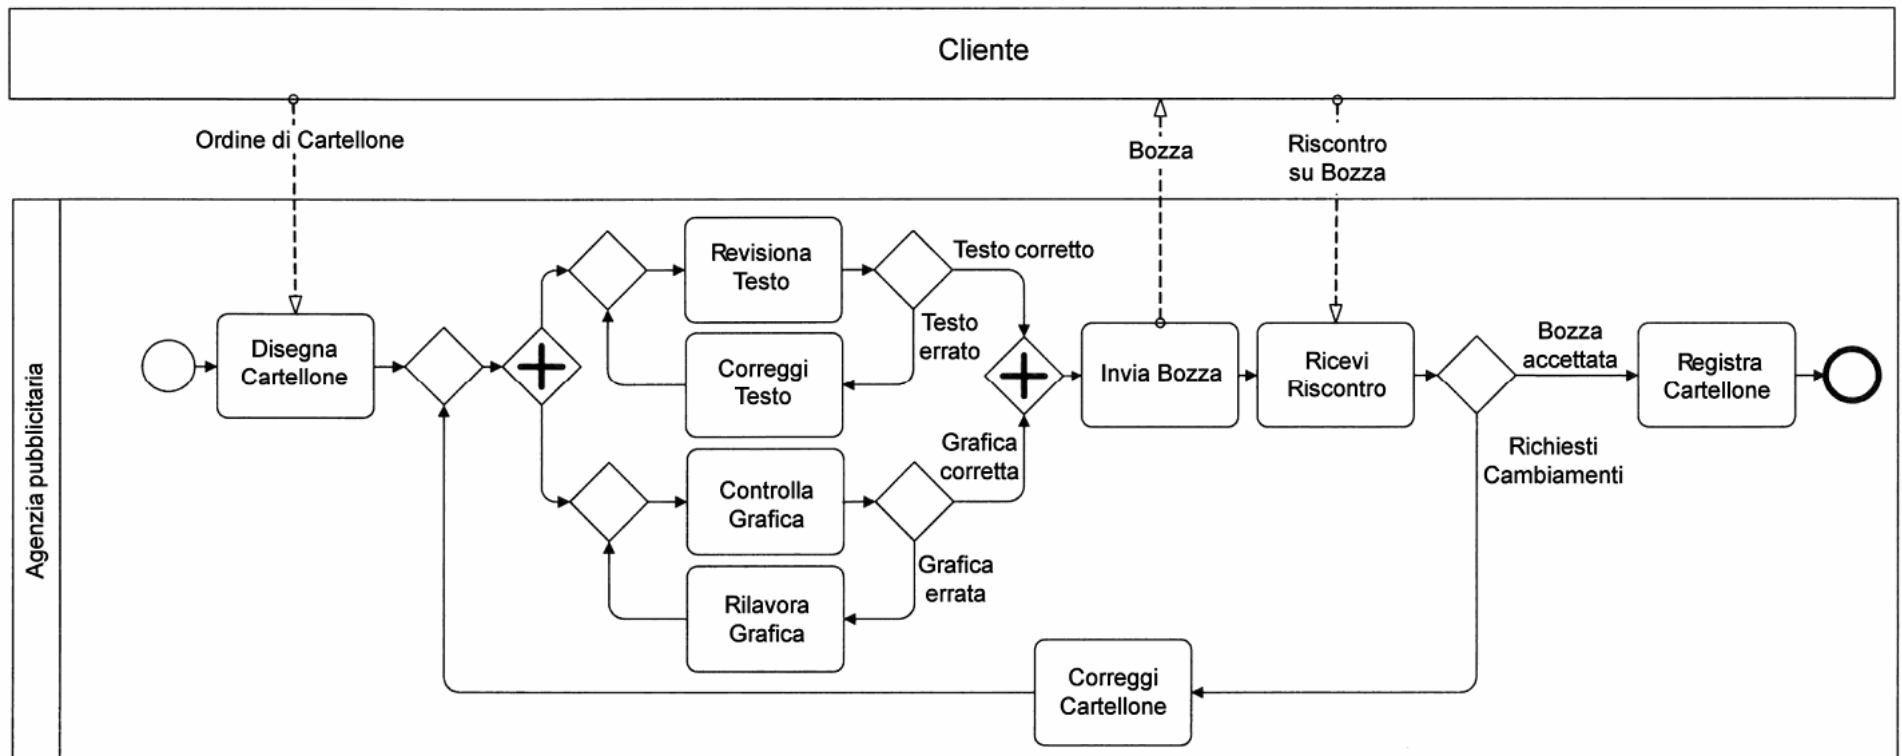 Cliente
Ordine di Cartellone
Bozza
Riscontro
su Bozza
Agenzia pubblicitaria
Disegna
Cartellone
Revisiona
Testo
Testo corretto
Testo
errato
Correggi
Testo
Controlla
Grafica
Grafica
corretta
Grafica
errata
Rilavora
Grafica
Invia Bozza
Ricevi
Riscontro
Bozza
accettata
Registra
Cartellone
Richiesti
Cambiamenti
Correggi
Cartellone